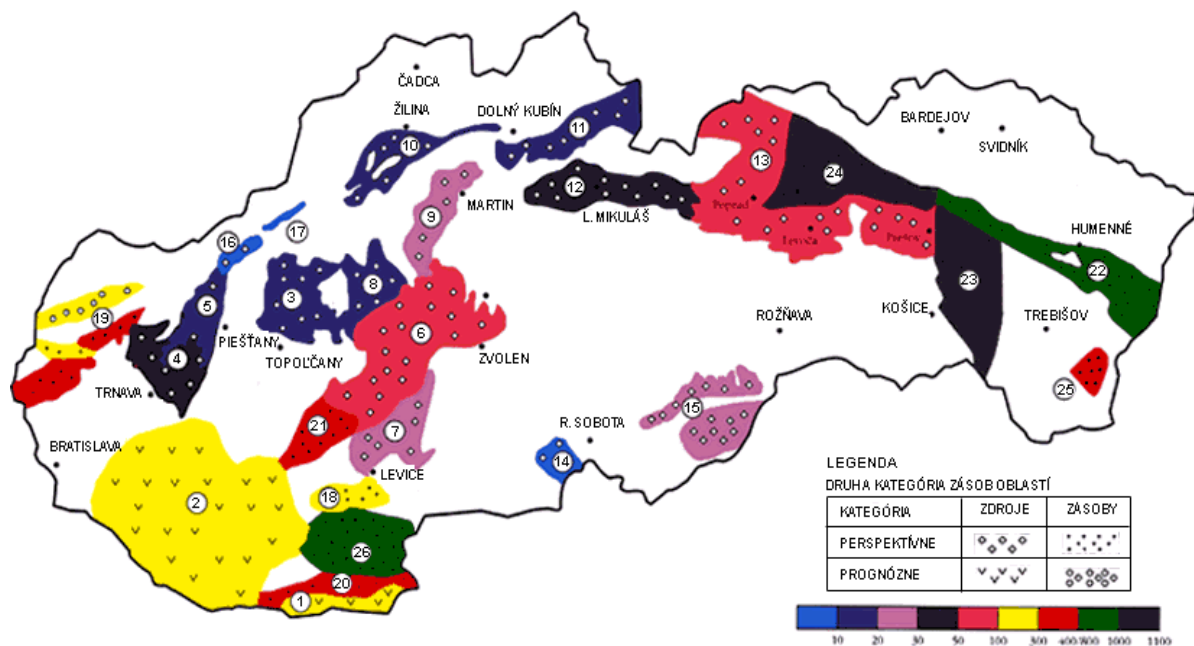 ČADCA
ŽILINA
DOLNÝ KUBÍN
BARDEJOV
SVIDNÍK
11
10
13
24
12
MARTIN
L. MIKULÁŠ
Poprad
9
Levoča
Prešov
17
16
HUMENNÉ
22
23
8
3
5
19
6
KOŠICE
TREBIŠOV
ROŽŇAVA
PIEŠŤANY
4
TOPOĽČANY
ZVOLEN
TRNAVA
25
15
21
7
R. SOBOTA
BRATISLAVA
14
LEVICE
2
18
26
20
1
LEGENDA
DRUHA KATEGÓRIA ZÁSOB OBLASTÍ
KATEGÓRIA ZDROJE ZÁSOBY
PERSPEKTÍVNE
PROGNÓZNE
10 20 30 50 100 300 1000 1100